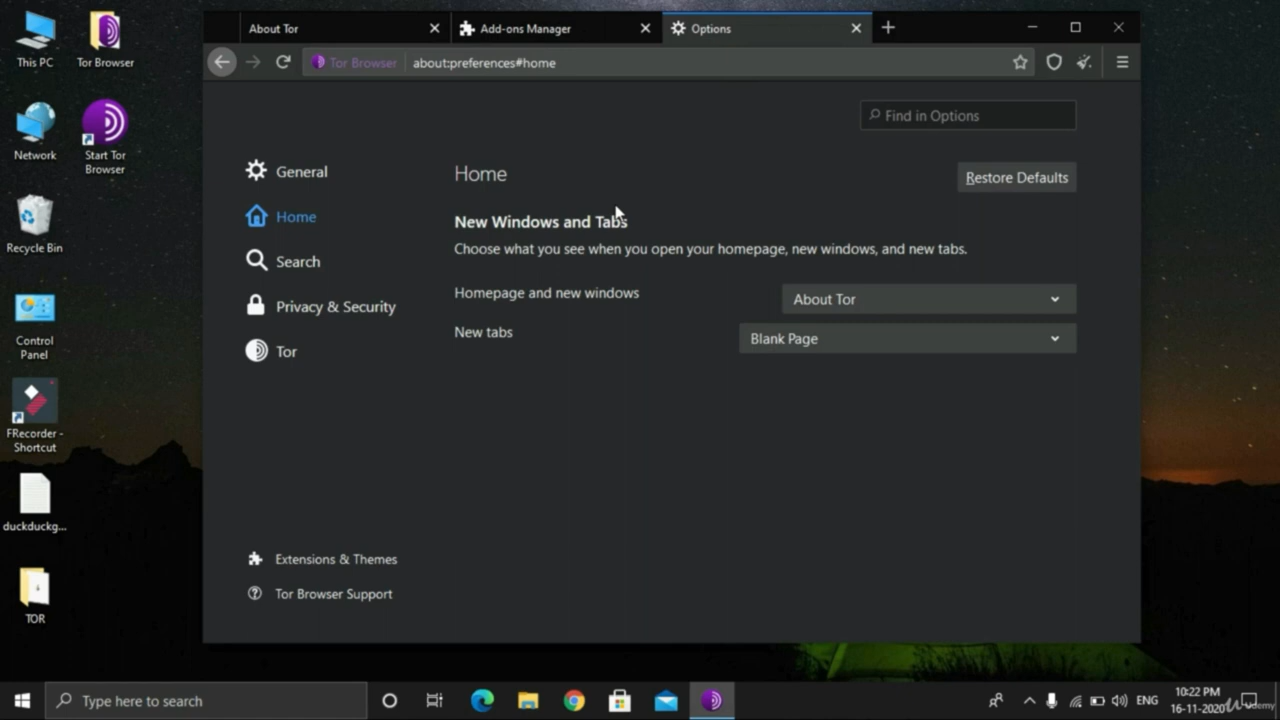 About Tor
Add-ons Manager
Options
Tor Browser
about:preferences#home
Find in Options
General
Home
Search
Privacy & Security
Tor
Extensions & Themes
Tor Browser Support
Home
Restore Defaults
New Windows and Tabs
Choose what you see when you open your homepage, new windows, and new tabs.
Homepage and new windows
About Tor
New tabs
Blank Page
This PC
Tor Browser
Network
Start Tor
Browser
Recycle Bin
Control
Panel
FRecorder -
Shortcut
duckduckg...
TOR
Type here to search
ENG
10:22 PM
16-11-2020
Udemy